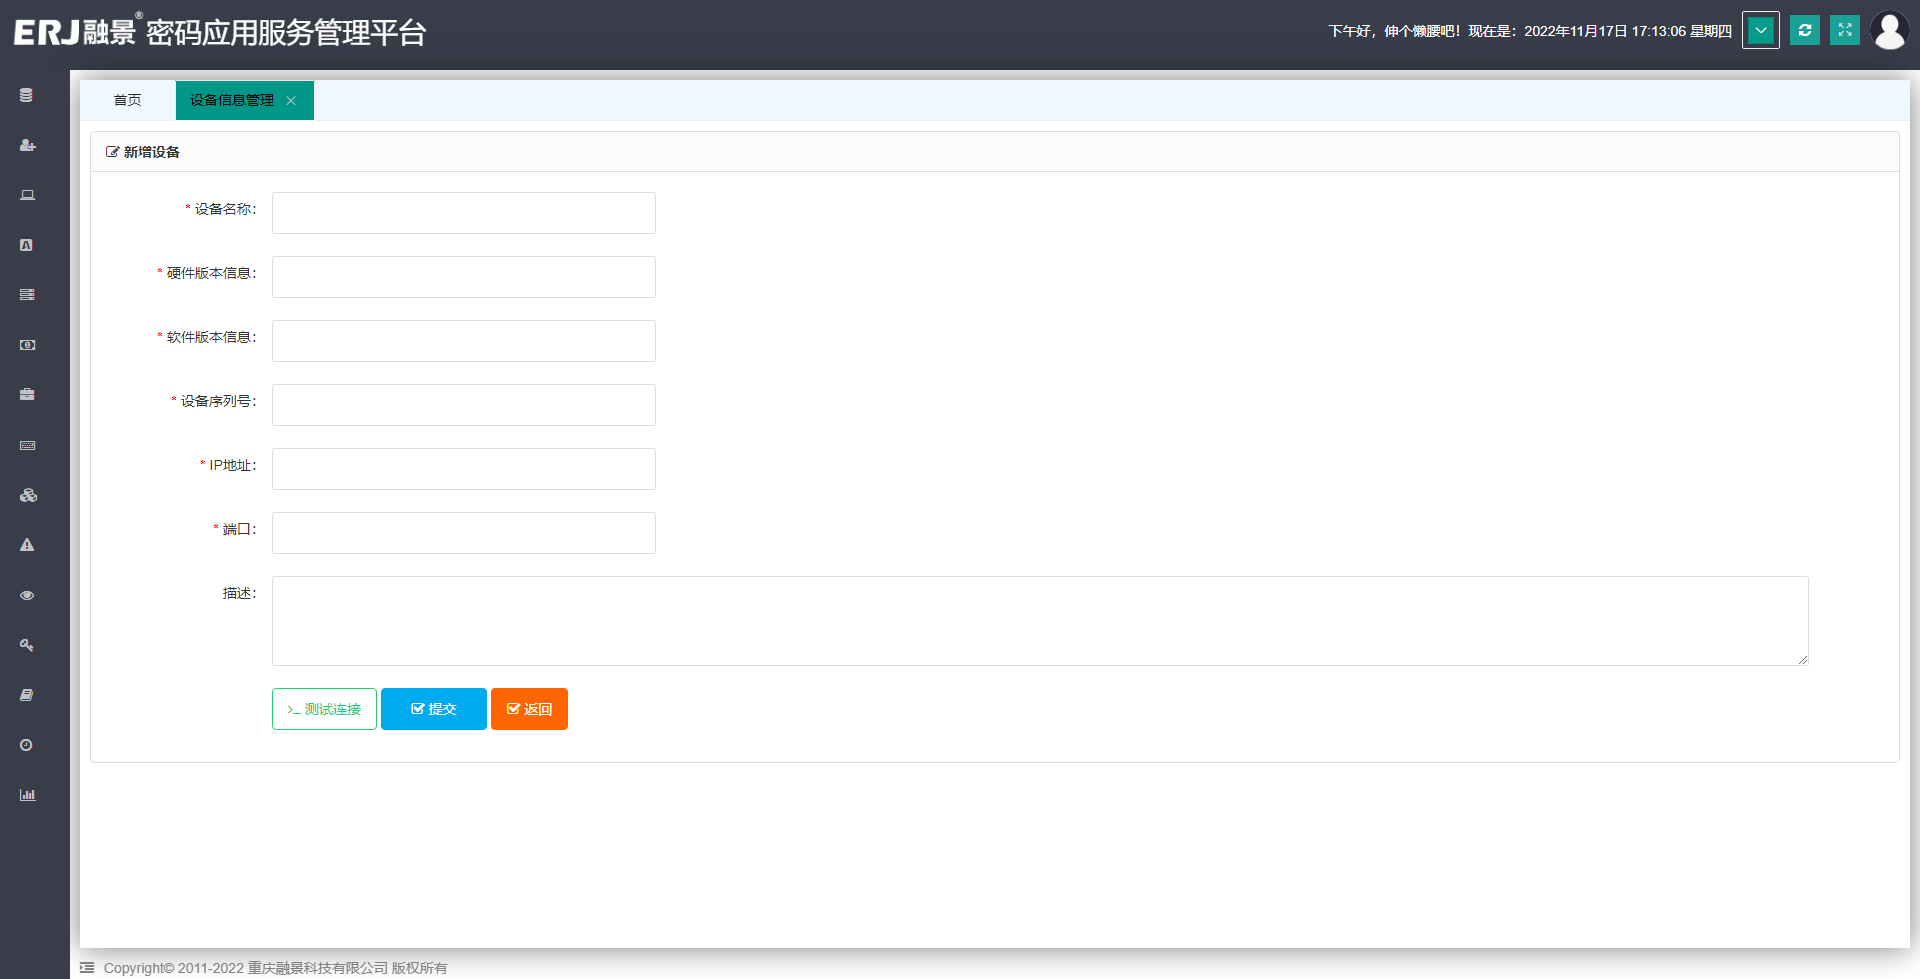 ERJ融景® 密码应用服务管理平台
下午好，伸个懒腰吧！现在是：2022年11月17日 17:13:06 星期四
首页 设备信息管理
新增设备
* 设备名称：
* 硬件版本信息：
* 软件版本信息：
* 设备序列号：
* IP地址：
* 端口：
描述：
>_ 测试连接 提交 返回
Copyright© 2011-2022 重庆融景科技有限公司 版权所有